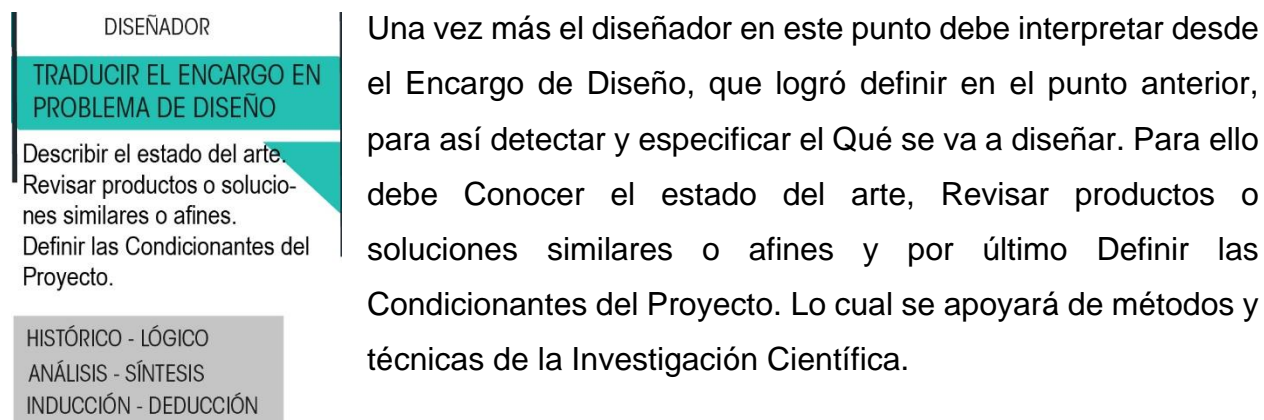 DISEÑADOR
TRADUCIR EL ENCARGO EN
PROBLEMA DE DISEÑO
Describir el estado del arte.
Revisar productos o solucio-
nes similares o afines.
Definir las Condicionantes del
Proyecto.
HISTÓRICO - LÓGICO
ANÁLISIS - SÍNTESIS
INDUCCIÓN - DEDUCCIÓN
Una vez más el diseñador en este punto debe interpretar desde
el Encargo de Diseño, que logró definir en el punto anterior,
para así detectar y especificar el Qué se va a diseñar. Para ello
debe Conocer el estado del arte, Revisar productos o
soluciones similares o afines y por último Definir las
Condicionantes del Proyecto. Lo cual se apoyará de métodos y
técnicas de la Investigación Científica.